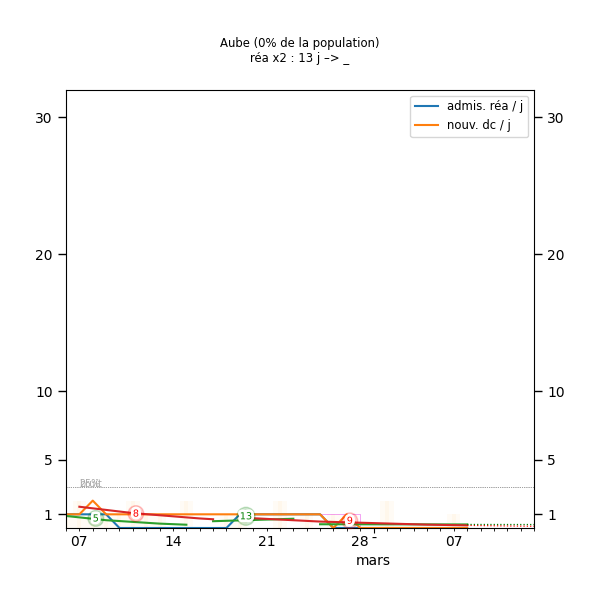 Aube (0% de la population)
réa x2 : 13 j –> _
admis. réa / j
nouv. dc / j
30 30
20 20
10 10
5 5
1 1
5 8 13 9
07 14 21 28 07
mars